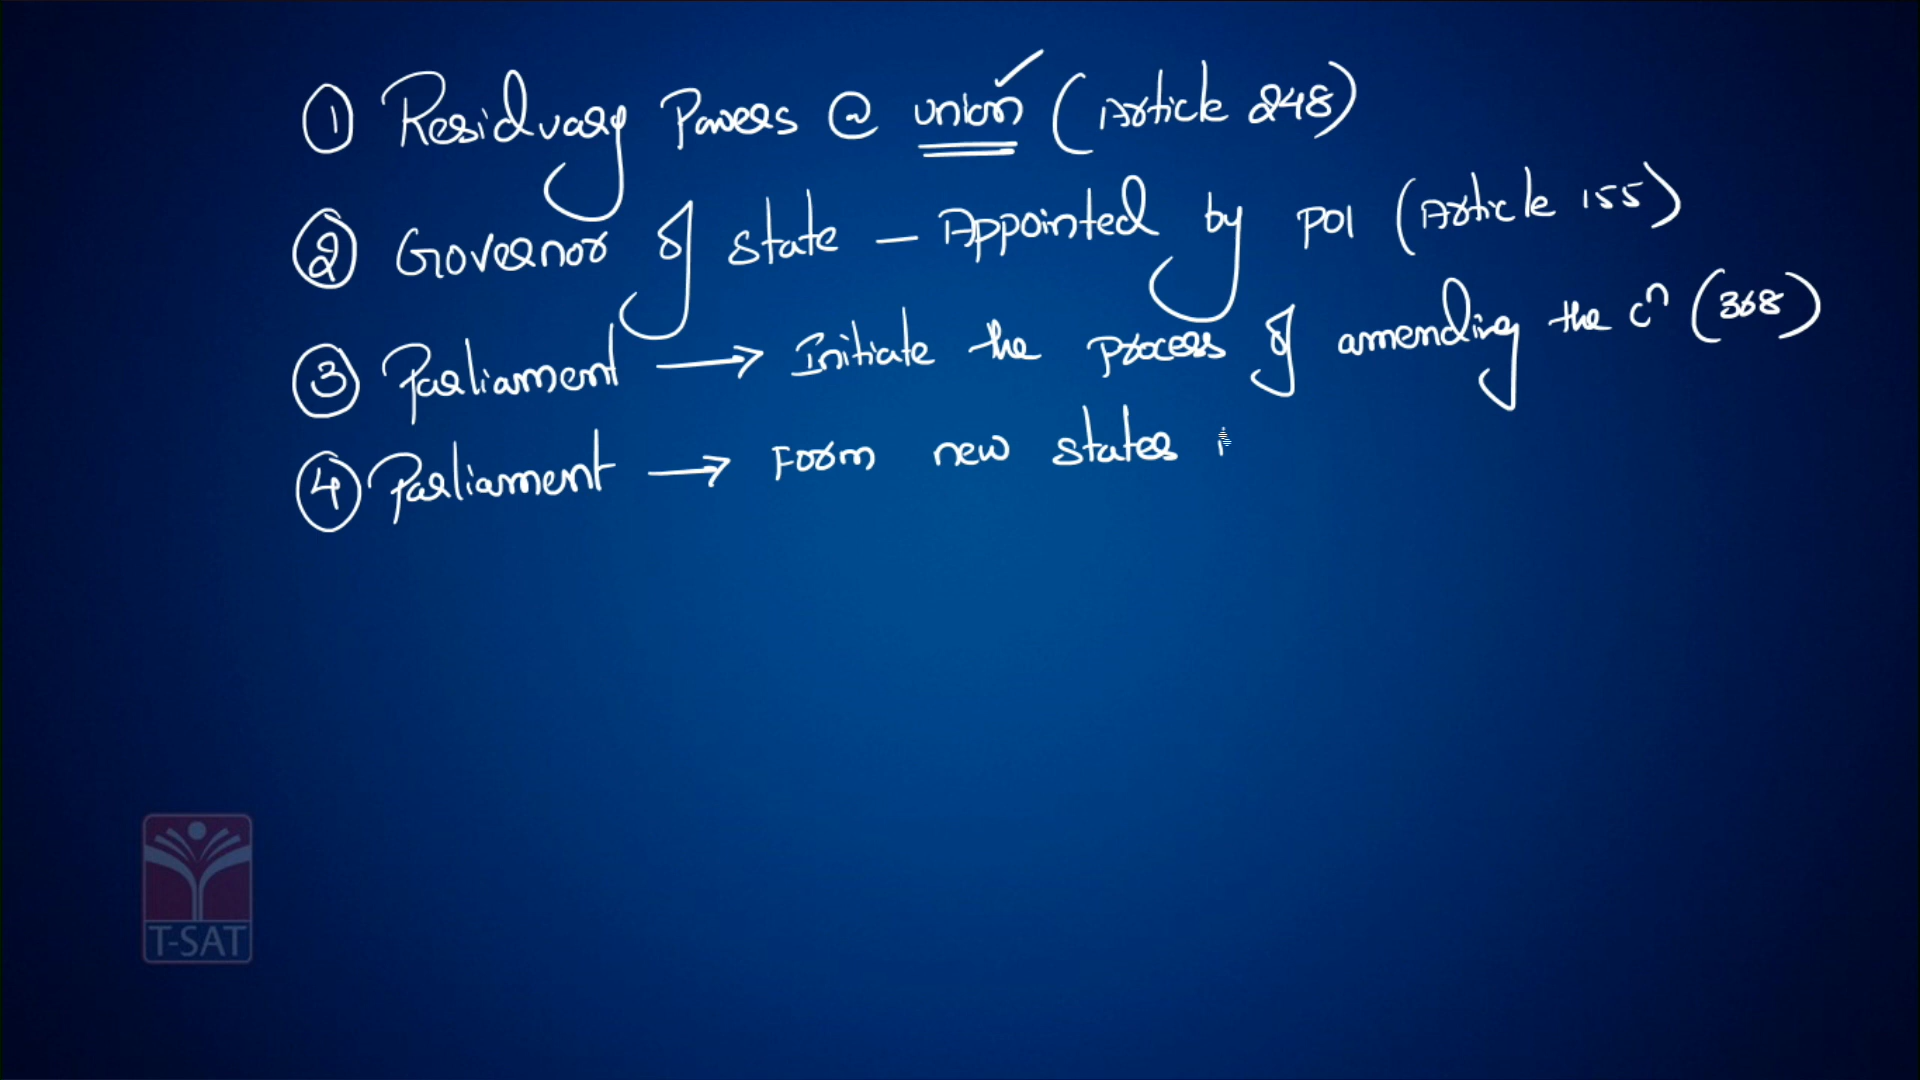 ① Residuary Powers @ union ✓ (Article 248)
② Governor of state – Appointed by POI (Article 155)
③ Parliament → Initiate the process of amending the cⁿ (368)
④ Parliament → Form new states
T-SAT